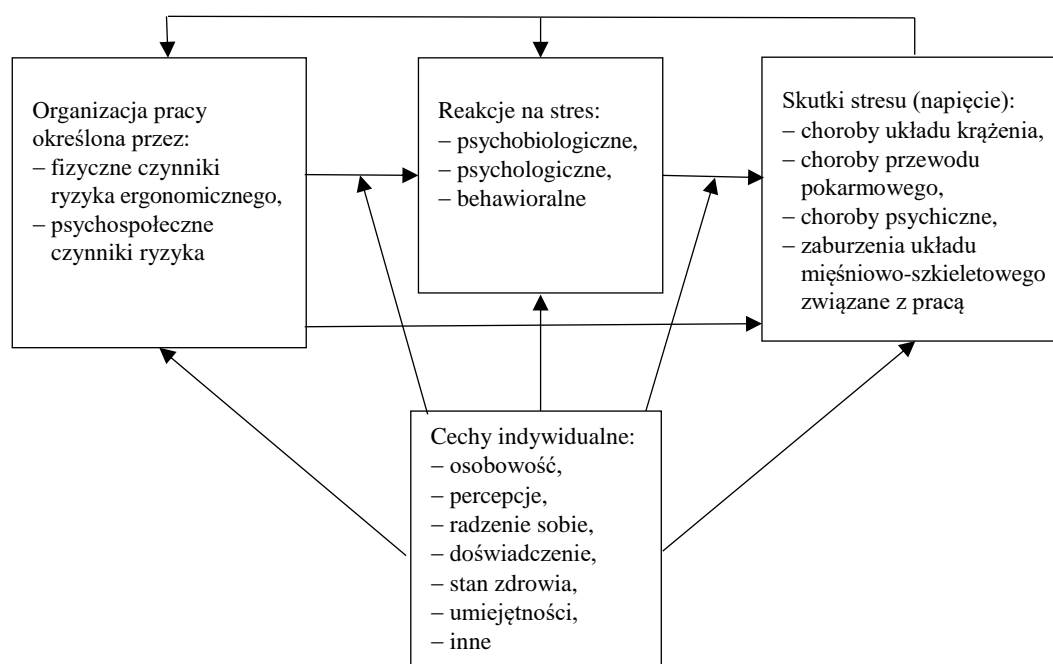 Organizacja pracy
określona przez:
– fizyczne czynniki
ryzyka ergonomicznego,
– psychospołeczne
czynniki ryzyka
Reakcje na stres:
– psychobiologiczne,
– psychologiczne,
– behawioralne
Skutki stresu (napięcie):
– choroby układu krążenia,
– choroby przewodu
pokarmowego,
– choroby psychiczne,
– zaburzenia układu
mięśniowo-szkieletowego
związane z pracą
Cechy indywidualne:
– osobowość,
– percepcje,
– radzenie sobie,
– doświadczenie,
– stan zdrowia,
– umiejętności,
– inne